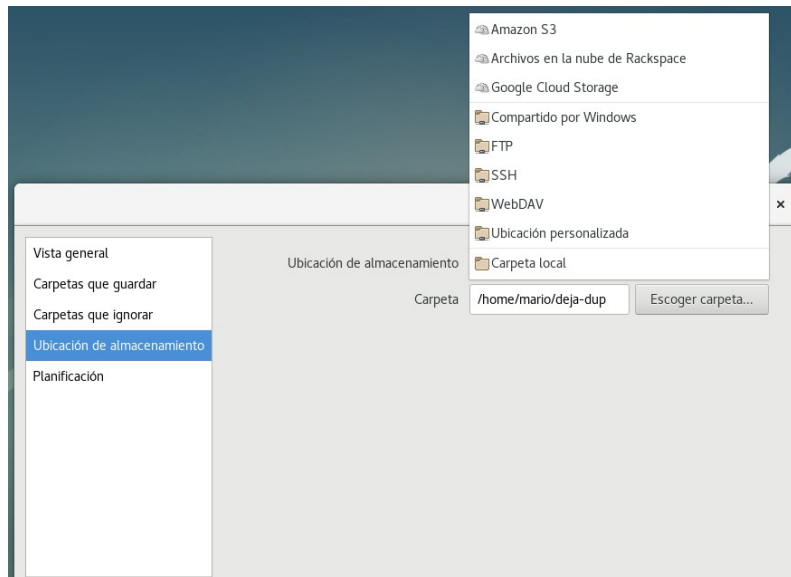 Amazon S3
Archivos en la nube de Rackspace
Google Cloud Storage
Compartido por Windows
FTP
SSH
WebDAV
Ubicación personalizada
Carpeta local
Vista general
Carpetas que guardar
Carpetas que ignorar
Ubicación de almacenamiento
Planificación
Ubicación de almacenamiento
Carpeta /home/mario/deja-dup Escoger carpeta...